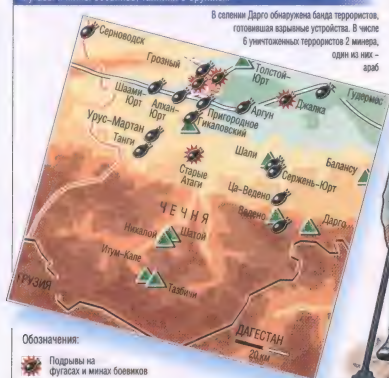 В селении Дарго обнаружена банда террористов,
готовившая взрывные устройства. В числе
6 уничтоженных террористов 2 минера,
один из них –
араб
Серноводск
Грозный
Толстой-
Юрт
Гудермес
Шаами-
Юрт
Алхан-
Юрт
Пригородное
Гикаловский
Аргун
Джалка
Урус-Мартан
Танги
Старые
Атаги
Шали
Сержень-Юрт
Балансу
Ца-Ведено
Ведено
Дарго
ЧЕЧНЯ
Нихалой
Шатой
Итум-Кале
Тазбичи
ГРУЗИЯ
ДАГЕСТАН
20 км
Обозначения:
Подрывы на
фугасах и минах боевиков